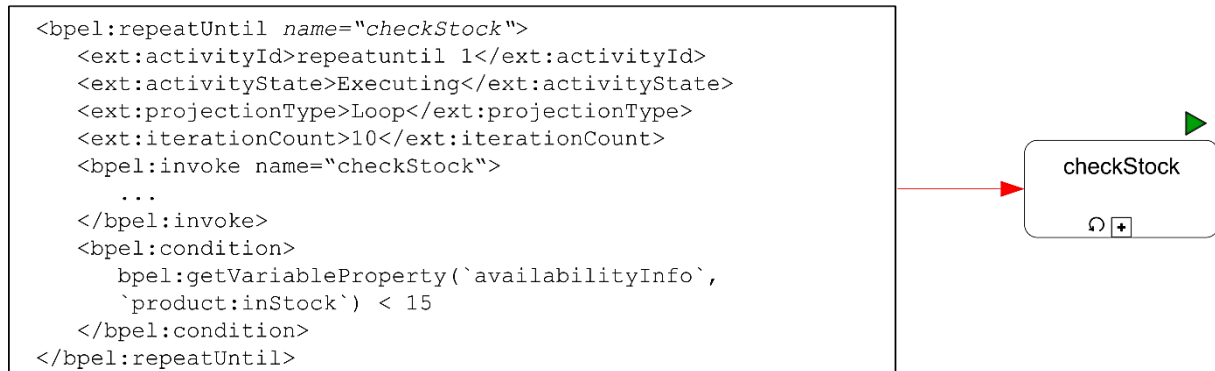 <bpel:repeatUntil name="checkStock">
<ext:activityId>repeatuntil 1</ext:activityId>
<ext:activityState>Executing</ext:activityState>
<ext:projectionType>Loop</ext:projectionType>
<ext:iterationCount>10</ext:iterationCount>
<bpel:invoke name="checkStock">
...
</bpel:invoke>
<bpel:condition>
bpel:getVariableProperty(`availabilityInfo`,
`product:inStock`) < 15
</bpel:condition>
</bpel:repeatUntil>
checkStock